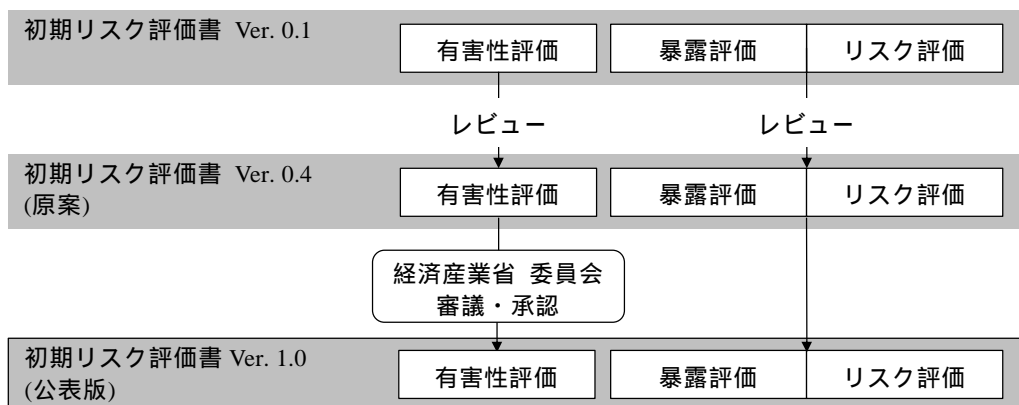 初期リスク評価書 Ver. 0.1
有害性評価 暴露評価 リスク評価
レビュー レビュー
初期リスク評価書 Ver. 0.4
(原案)
有害性評価 暴露評価 リスク評価
経済産業省 委員会
審議・承認
初期リスク評価書 Ver. 1.0
(公表版)
有害性評価 暴露評価 リスク評価